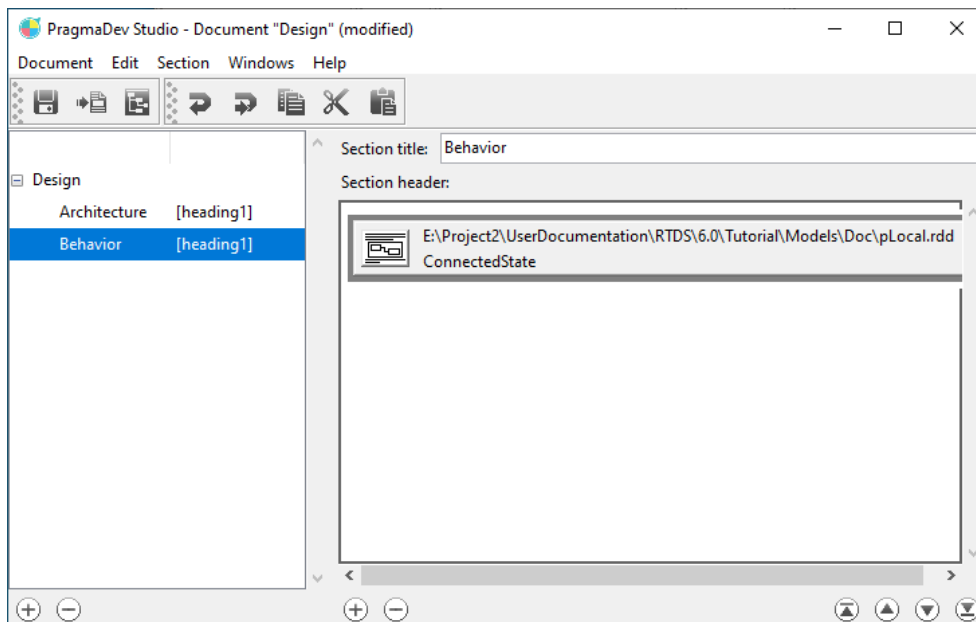 PragmaDev Studio - Document "Design" (modified)
Document Edit Section Windows Help
Section title: Behavior
Design
Section header:
Architecture [heading1]
Behavior [heading1]
E:\Project2\UserDocumentation\RTDS\6.0\Tutorial\Models\Doc\pLocal.rdd
ConnectedState